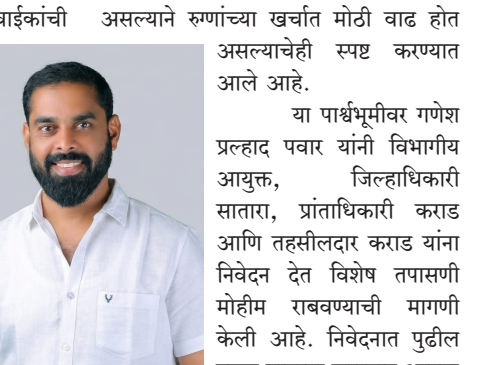 असल्याने रुग्णांच्या खर्चात मोठी वाढ होत
असल्याचेही स्पष्ट करण्यात
आले आहे.
या पार्श्वभूमीवर गणेश
प्रल्हाद पवार यांनी विभागीय
आयुक्त, जिल्हाधिकारी
सातारा, प्रांताधिकारी कराड
आणि तहसीलदार कराड यांना
निवेदन देत विशेष तपासणी
मोहीम राबवण्याची मागणी
केली आहे. निवेदनात पुढील